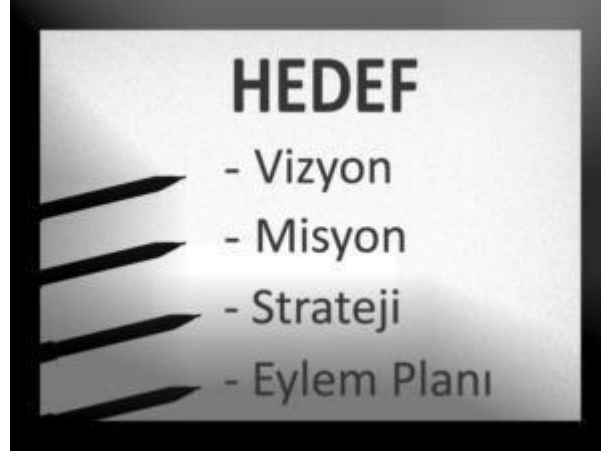 HEDEF
- Vizyon
- Misyon
- Strateji
- Eylem Planı